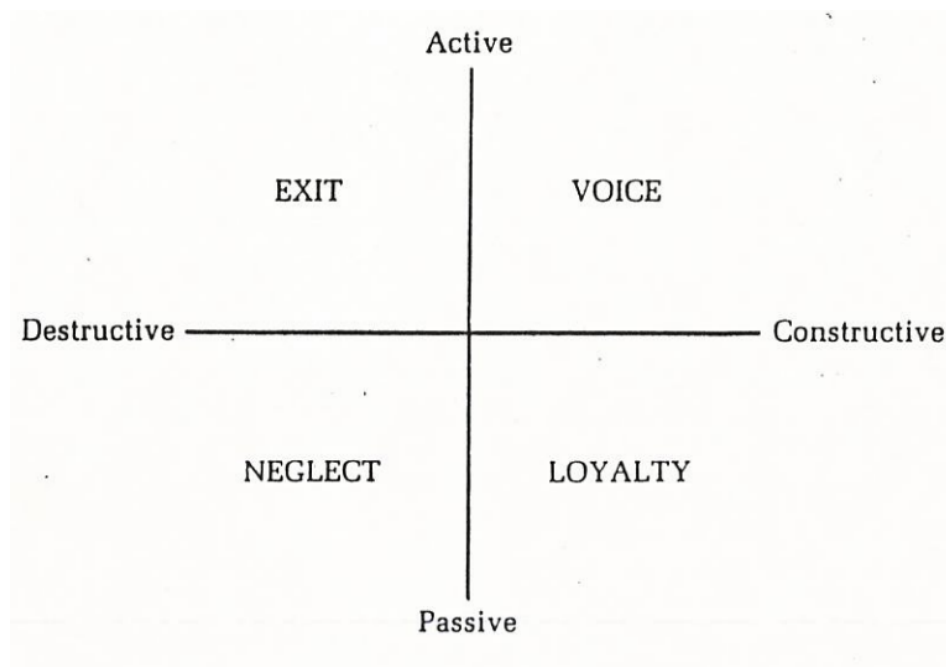 Active
EXIT VOICE
Destructive Constructive
NEGLECT LOYALTY
Passive